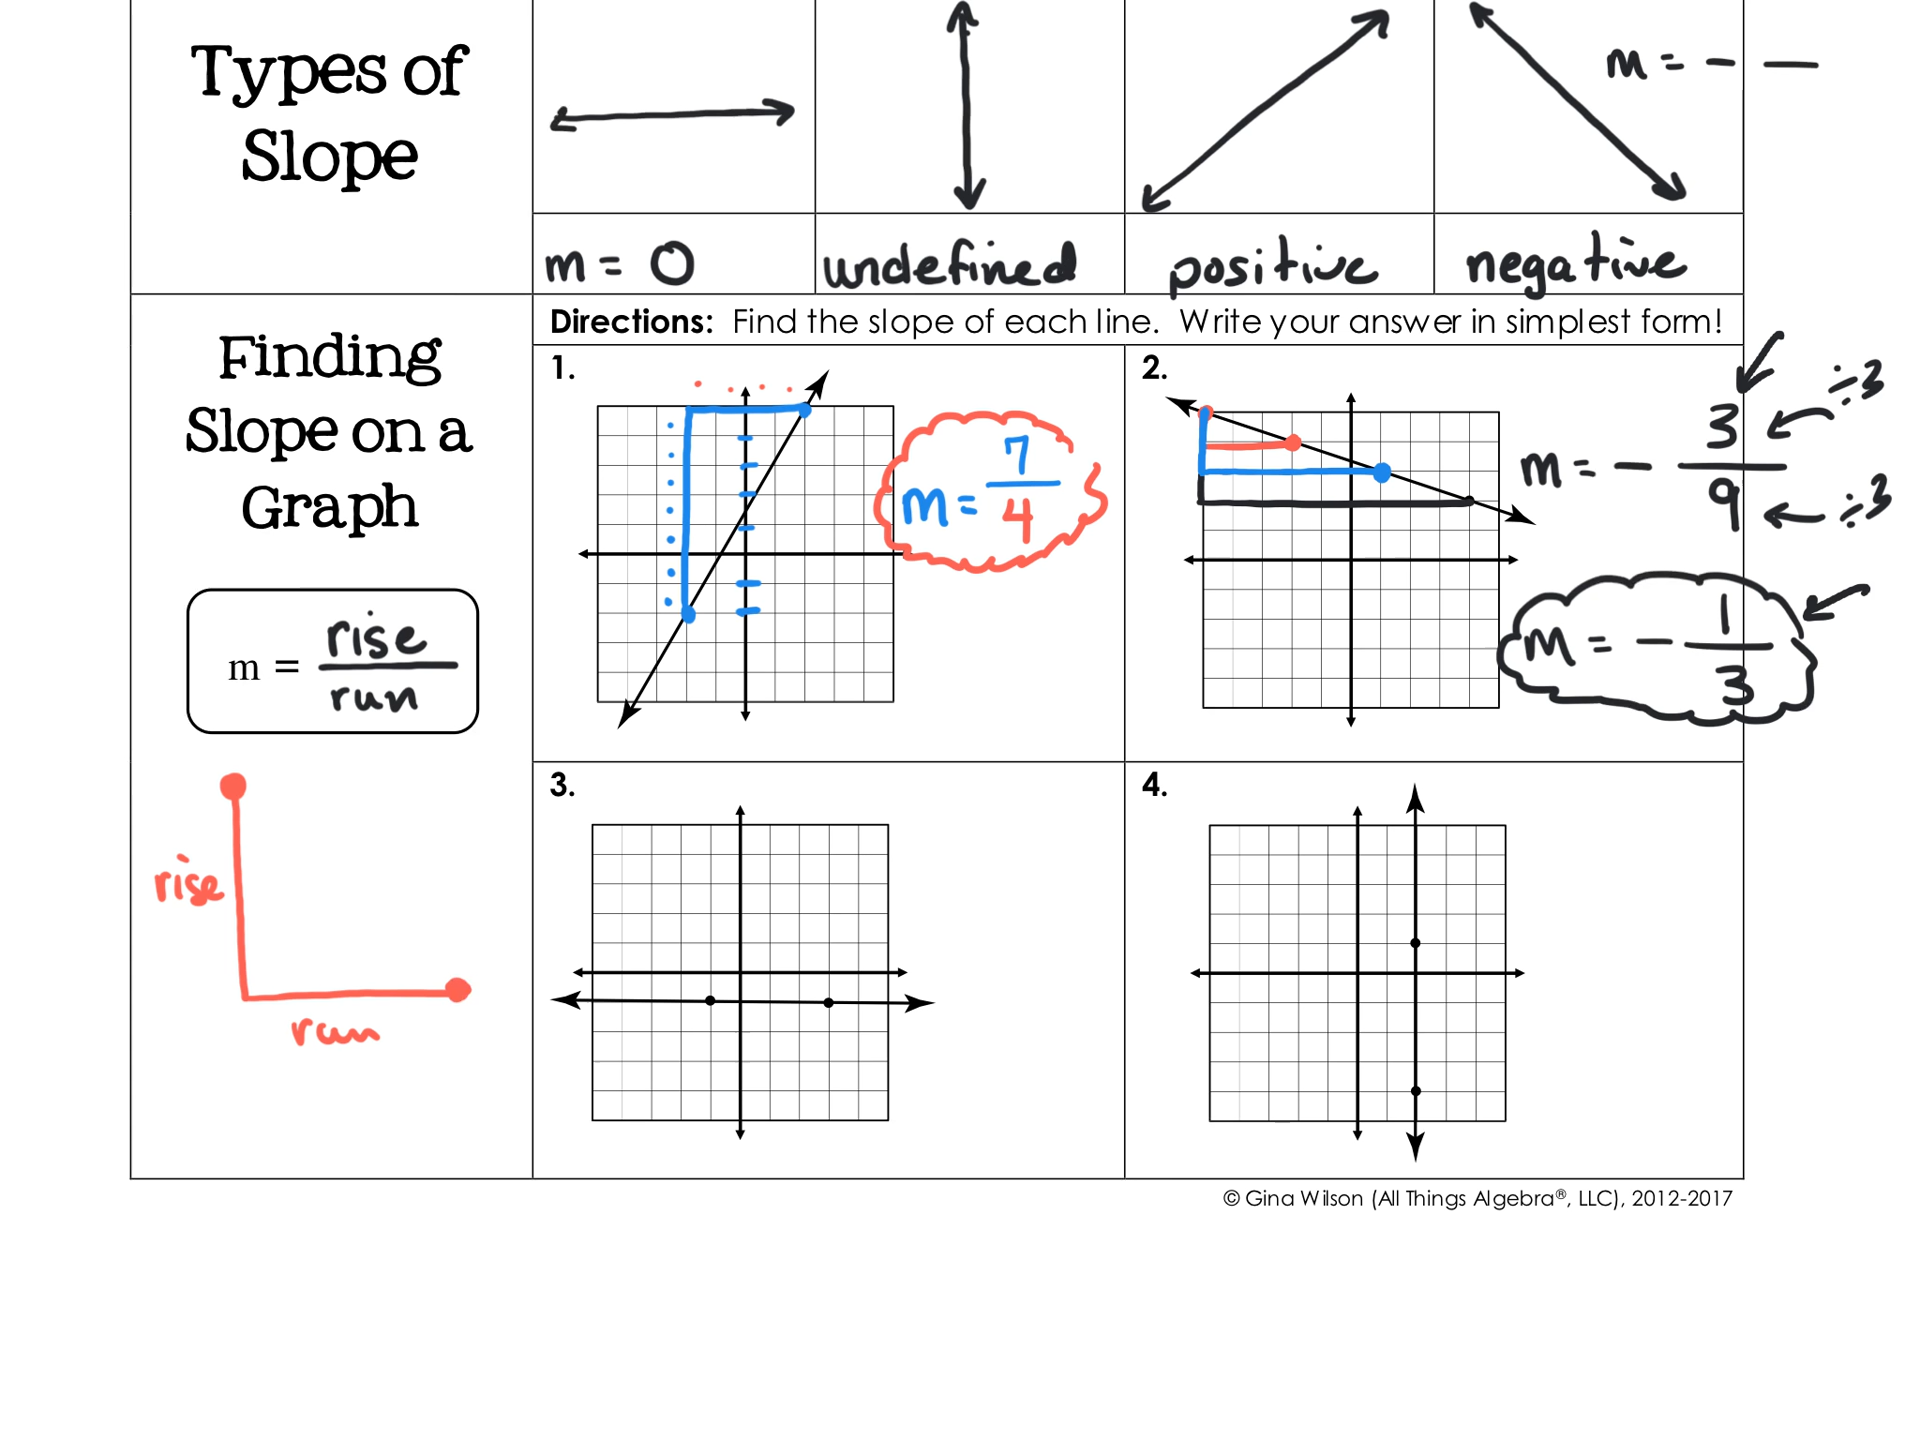 Types of
Slope
m = - —
m = 0
undefined
positive
negative
Finding
Slope on a
Graph
m = rise
run
rise
run
Directions: Find the slope of each line. Write your answer in simplest form!
1.
m = 7
4
2.
m = - 3
9
÷3
÷3
m = - 1
3
3.
4.
© Gina Wilson (All Things Algebra®, LLC), 2012-2017